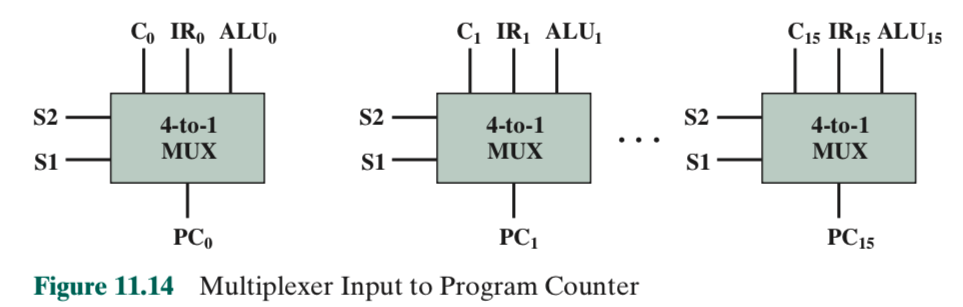 C₀ IR₀ ALU₀ C₁ IR₁ ALU₁ C₁₅ IR₁₅ ALU₁₅
S2 4-to-1 S2 4-to-1 S2 4-to-1
. . .
S1 MUX S1 MUX S1 MUX
PC₀ PC₁ PC₁₅
Figure 11.14 Multiplexer Input to Program Counter